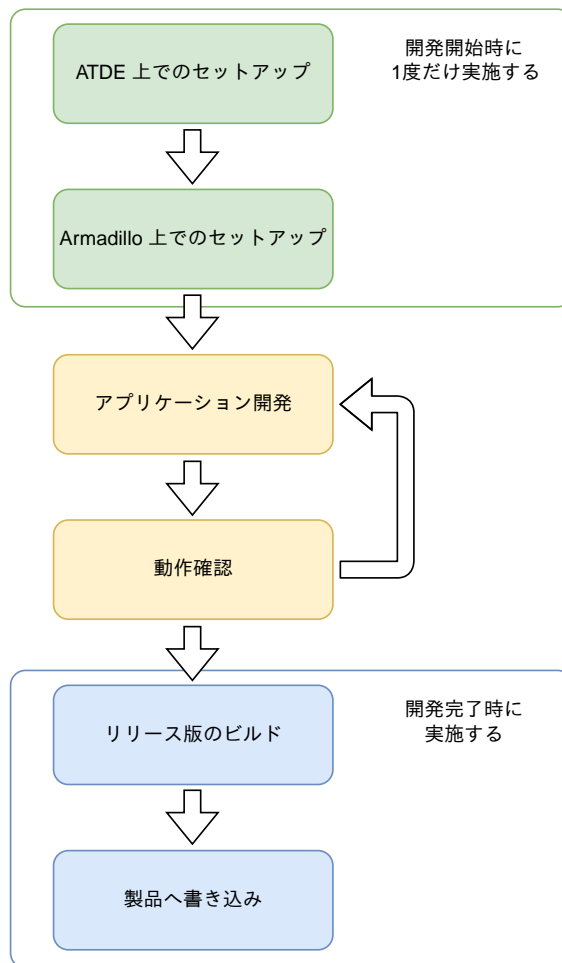 ATDE 上でのセットアップ
開発開始時に
1度だけ実施する
Armadillo 上でのセットアップ
アプリケーション開発
動作確認
リリース版のビルド
開発完了時に
実施する
製品へ書き込み